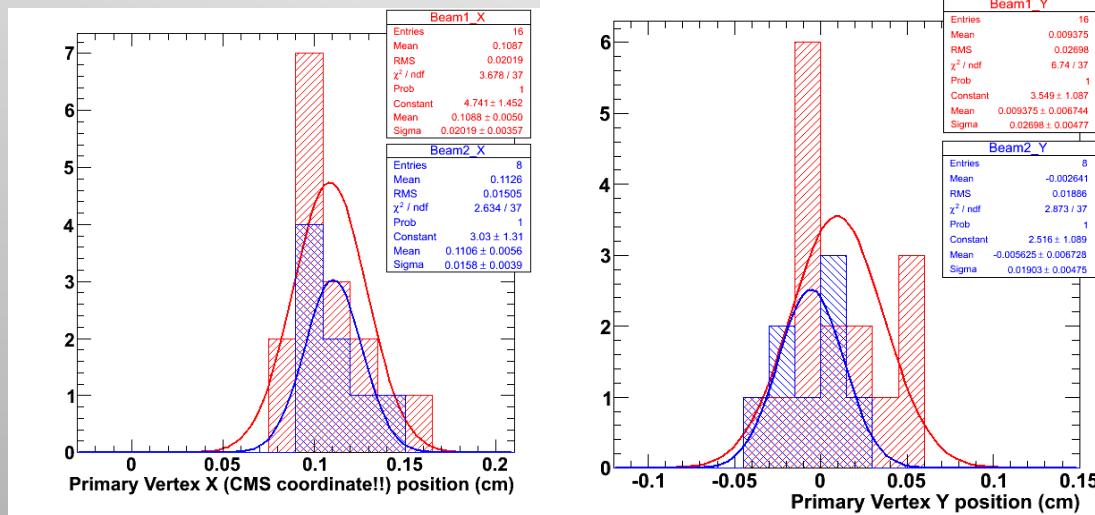 Beam1_X
Entries 16
Mean 0.1087
RMS 0.02019
χ² / ndf 3.678 / 37
Prob 1
Constant 4.741 ± 1.452
Mean 0.1088 ± 0.0050
Sigma 0.02019 ± 0.00357
Beam2_X
Entries 8
Mean 0.1126
RMS 0.01505
χ² / ndf 2.634 / 37
Prob 1
Constant 3.03 ± 1.31
Mean 0.1106 ± 0.0056
Sigma 0.0158 ± 0.0039
7
6
5
4
3
2
1
0
0 0.05 0.1 0.15 0.2
Primary Vertex X (CMS coordinate!!) position (cm)
Beam1_Y
Entries 16
Mean 0.009375
RMS 0.02698
χ² / ndf 6.74 / 37
Prob 1
Constant 3.549 ± 1.087
Mean 0.009375 ± 0.006744
Sigma 0.02698 ± 0.00477
Beam2_Y
Entries 8
Mean -0.002641
RMS 0.01886
χ² / ndf 2.873 / 37
Prob 1
Constant 2.516 ± 1.089
Mean -0.005625 ± 0.006728
Sigma 0.01903 ± 0.00475
6
5
4
3
2
1
0
-0.1 -0.05 0 0.05 0.1 0.15
Primary Vertex Y position (cm)